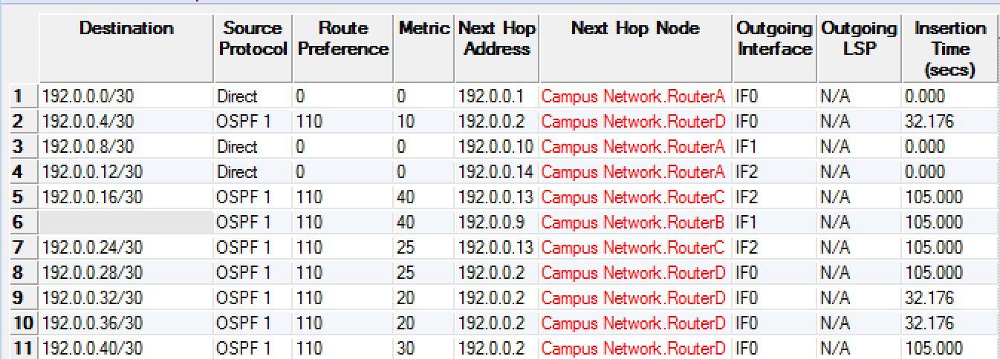 Destination Source Protocol Route Preference Metric Next Hop Address Next Hop Node Outgoing Interface Outgoing LSP Insertion Time (secs)
1 192.0.0.0/30 Direct 0 0 192.0.0.1 Campus Network.RouterA IF0 N/A 0.000
2 192.0.0.4/30 OSPF 1 110 10 192.0.0.2 Campus Network.RouterD IF0 N/A 32.176
3 192.0.0.8/30 Direct 0 0 192.0.0.10 Campus Network.RouterA IF1 N/A 0.000
4 192.0.0.12/30 Direct 0 0 192.0.0.14 Campus Network.RouterA IF2 N/A 0.000
5 192.0.0.16/30 OSPF 1 110 40 192.0.0.13 Campus Network.RouterC IF2 N/A 105.000
6 OSPF 1 110 40 192.0.0.9 Campus Network.RouterB IF1 N/A 105.000
7 192.0.0.24/30 OSPF 1 110 25 192.0.0.13 Campus Network.RouterC IF2 N/A 105.000
8 192.0.0.28/30 OSPF 1 110 25 192.0.0.2 Campus Network.RouterD IF0 N/A 105.000
9 192.0.0.32/30 OSPF 1 110 20 192.0.0.2 Campus Network.RouterD IF0 N/A 32.176
10 192.0.0.36/30 OSPF 1 110 20 192.0.0.2 Campus Network.RouterD IF0 N/A 32.176
11 192.0.0.40/30 OSPF 1 110 30 192.0.0.2 Campus Network.RouterD IF0 N/A 105.000